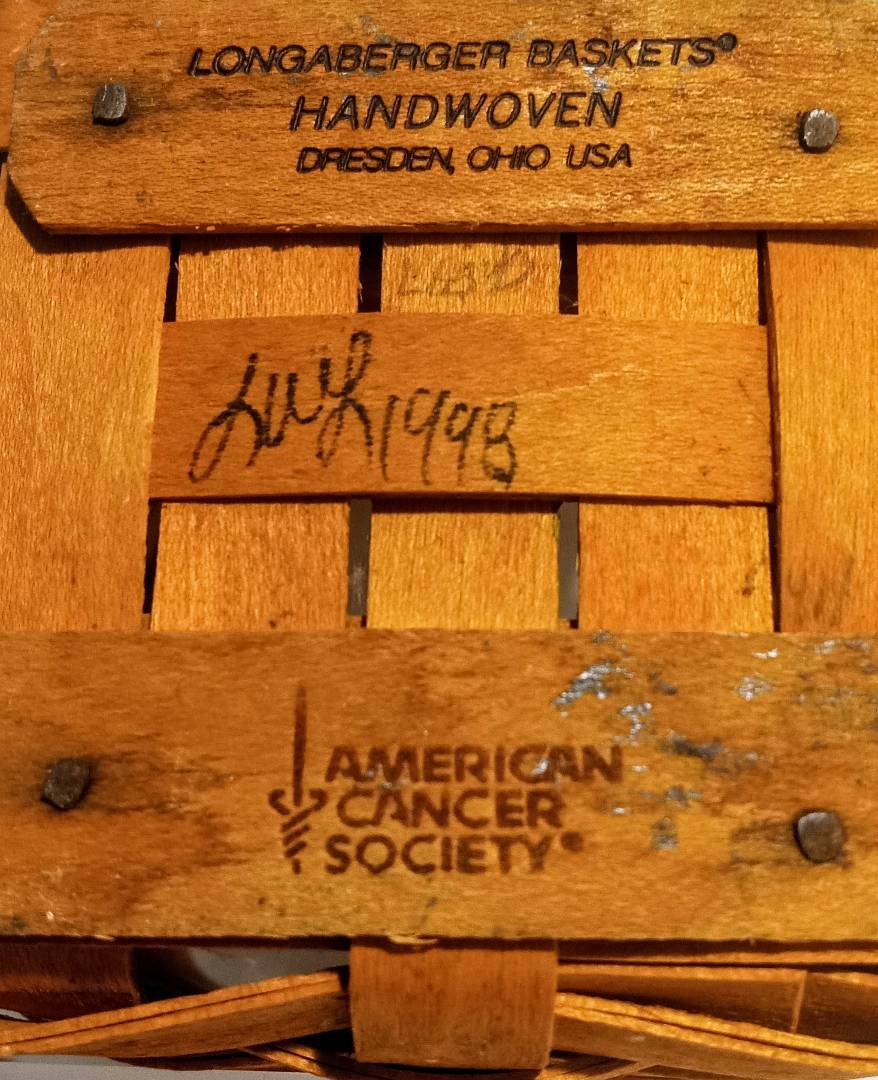 LONGABERGER BASKETS®
HANDWOVEN
DRESDEN, OHIO USA
1998
AMERICAN
CANCER
SOCIETY®